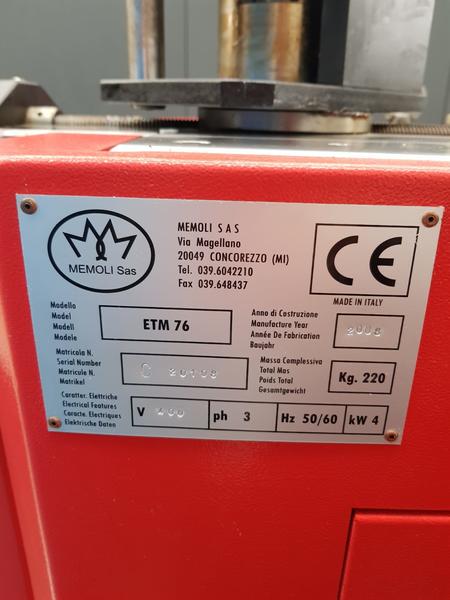 MEMOLI Sas
MEMOLI S A S
Via Magellano
20049 CONCOREZZO (MI)
Tel. 039.6042210
Fax 039.648437
CE
MADE IN ITALY
Modello
Model
Modell
Modele
ETM 76
Anno di Costruzione
Manufacture Year
Année De Fabrication
Baujahr
Matricola N.
Serial Number
Matricule N.
Matrikel
C 20108
Massa Complessiva
Total Mas
Poids Total
Gesamtgewicht
Kg. 220
Caratter. Elettriche
Electrical Features
Caracte. Electriques
Elektrische Daten
V 400
ph 3
Hz 50/60
kW 4